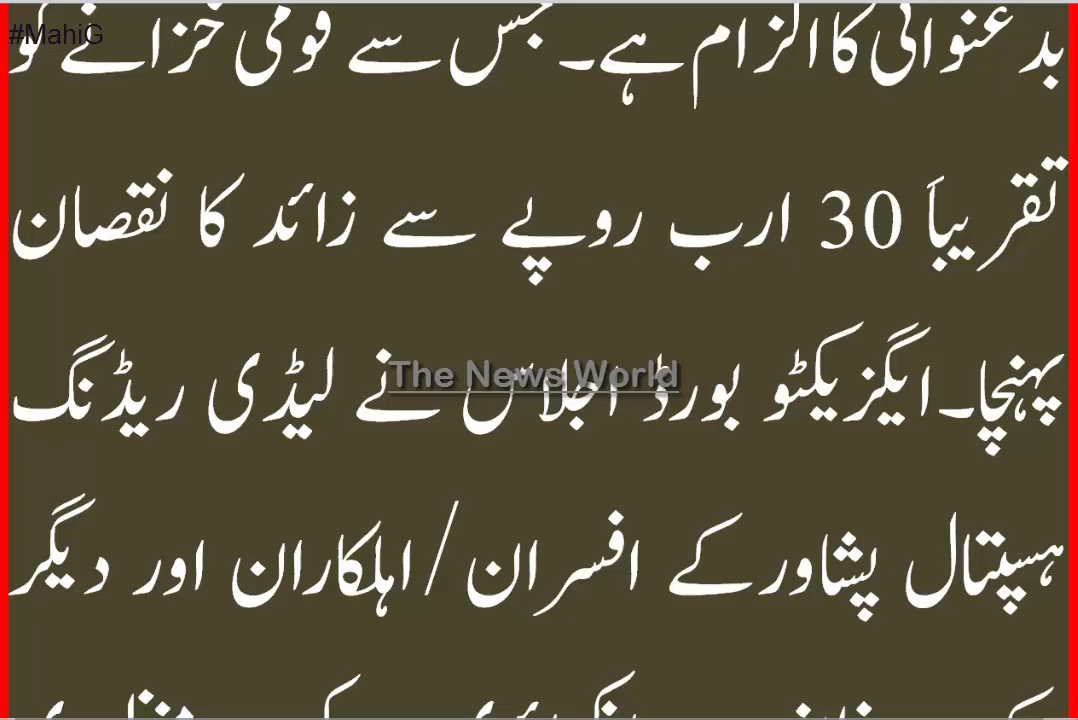 #MahiG
بدعنوانی کا الزام ہے۔ جس سے قومی خزانے کو
تقریباً 30 ارب روپے سے زائد کا نقصان
پہنچا۔ ایگزیکٹو بورڈ اجلاس نے لیڈی ریڈنگ
The News World
ہسپتال پشاور کے افسران/اہلکاران اور دیگر